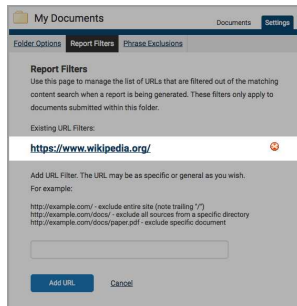 My Documents
Documents
Settings
Folder Options
Report Filters
Phrase Exclusions
Report Filters
Use this page to manage the list of URLs that are filtered out of the matching
content search when a report is being generated. These filters only apply to
documents submitted within this folder.
Existing URL Filters:
https://www.wikipedia.org/
Add URL Filter. The URL may be as specific or general as you wish.
For example:
http://example.com/ - exclude entire site (note trailing "/")
http://example.com/docs/ - exclude all sources from a specific directory
http://example.com/docs/paper.pdf - exclude specific document
Add URL
Cancel